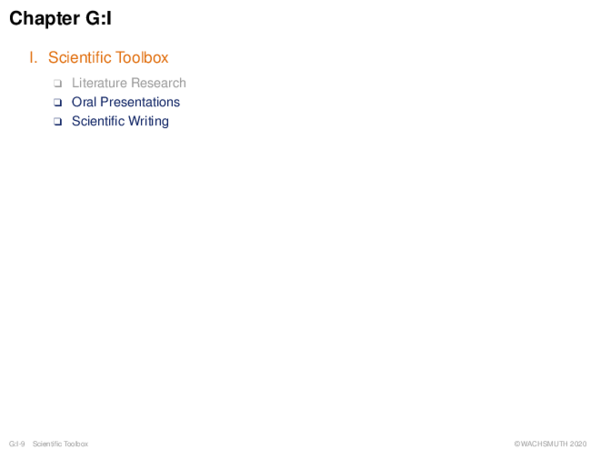 Chapter G:I
I. Scientific Toolbox
❑ Literature Research
❑ Oral Presentations
❑ Scientific Writing
G:I-9 Scientific Toolbox ©WACHSMUTH 2020